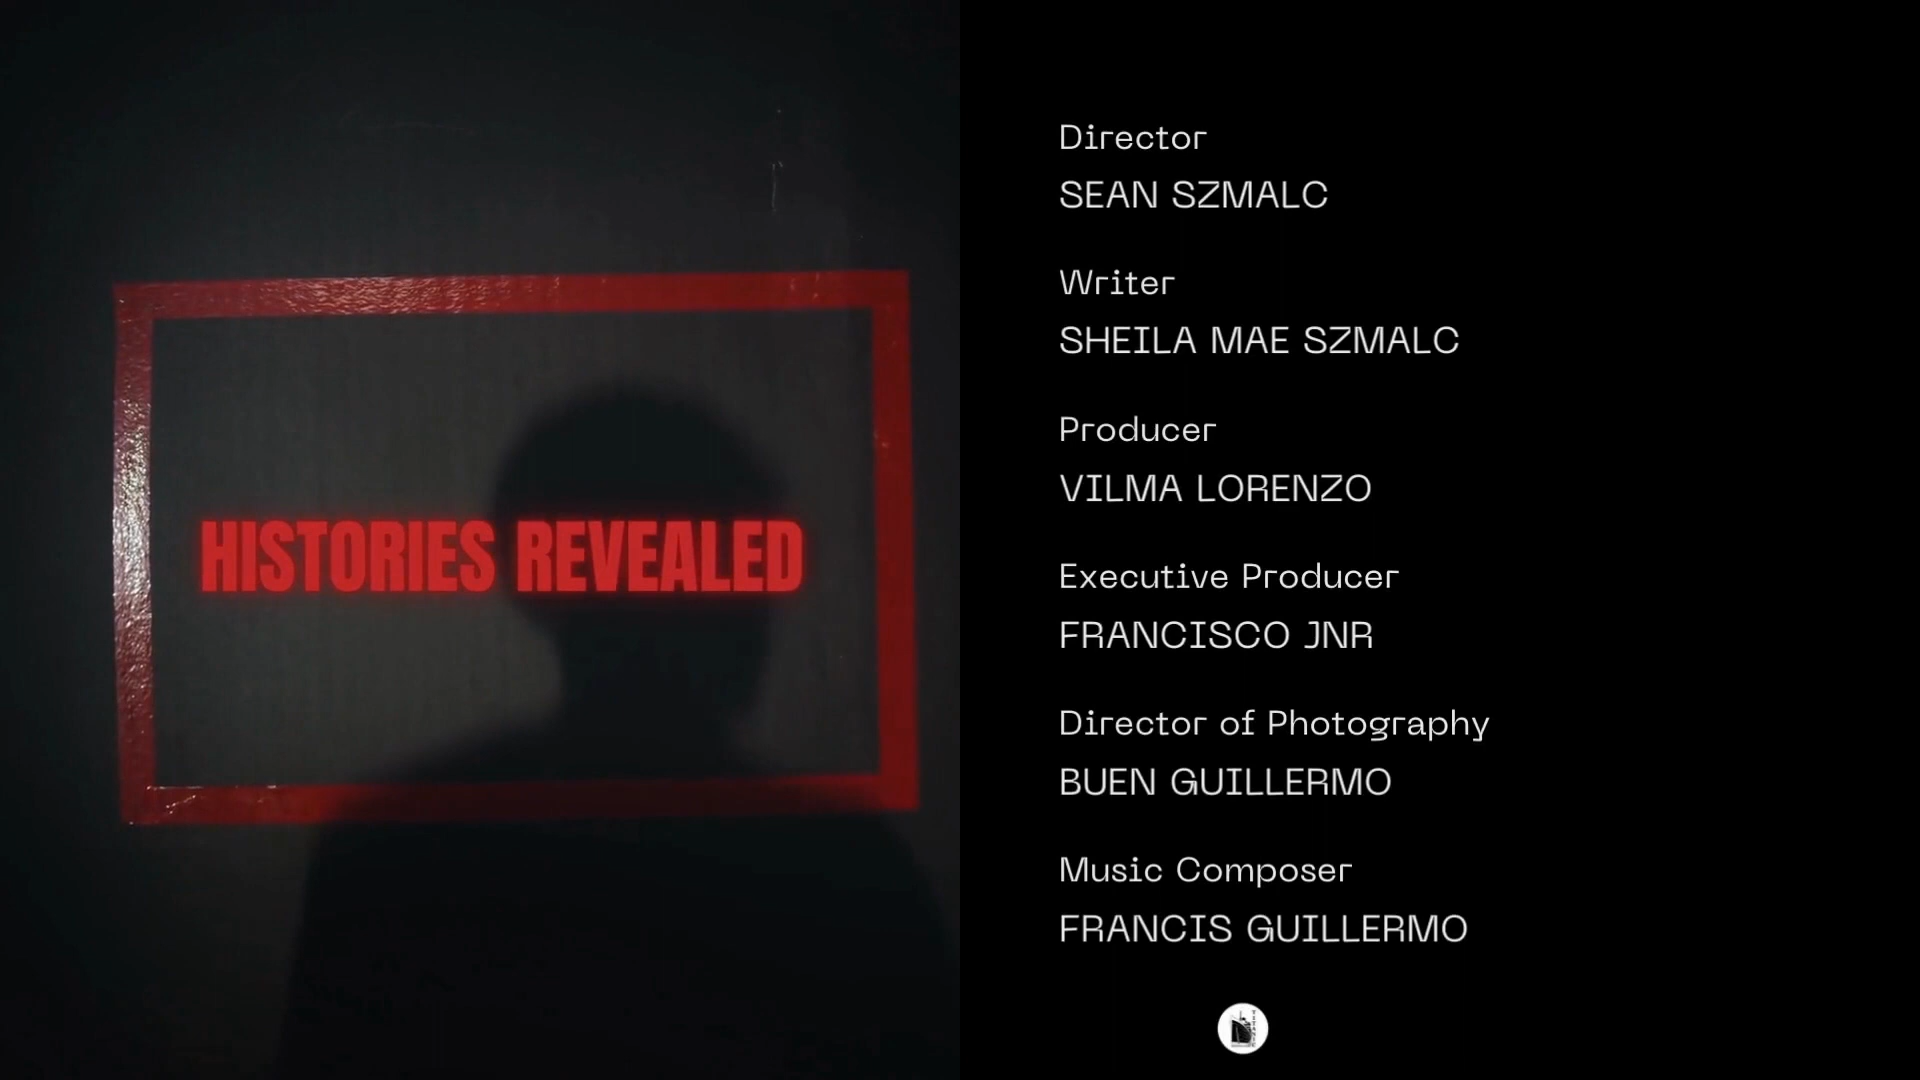 HISTORIES REVEALED
Director
SEAN SZMALC
Writer
SHEILA MAE SZMALC
Producer
VILMA LORENZO
Executive Producer
FRANCISCO JNR
Director of Photography
BUEN GUILLERMO
Music Composer
FRANCIS GUILLERMO
TITANIC